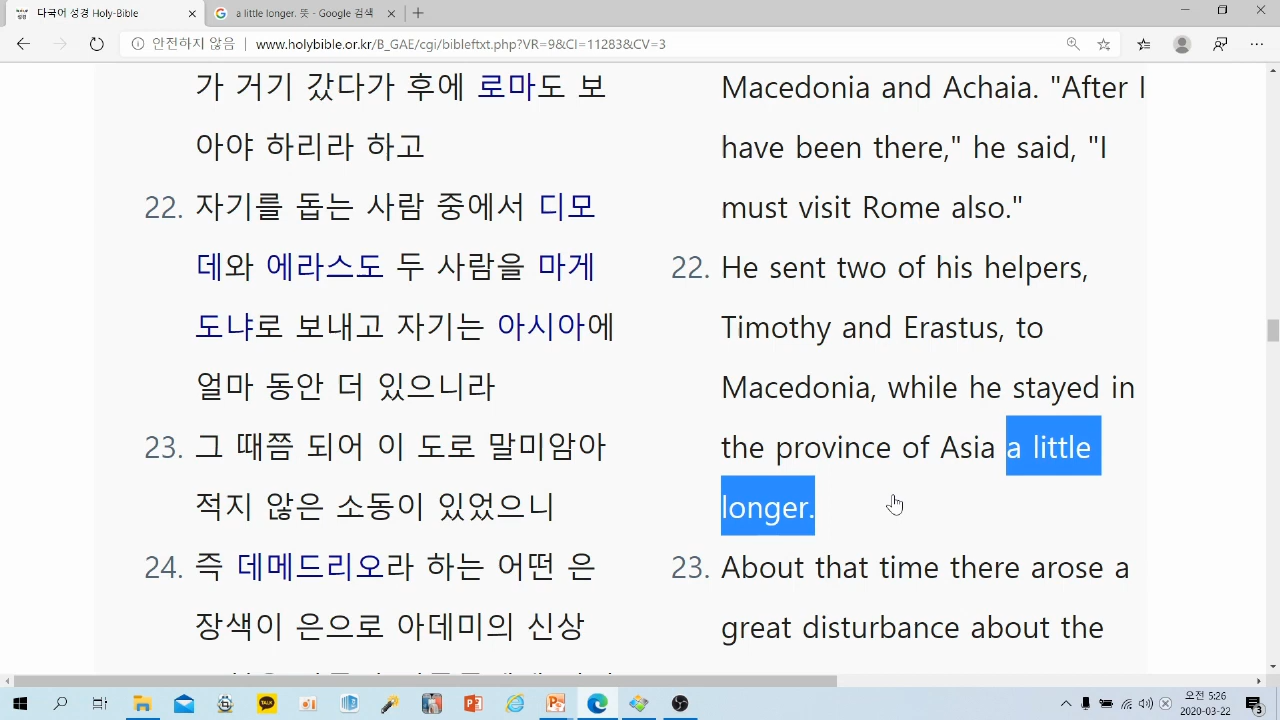 다국어 성경 Holy-Bible
a little longer. 뜻 - Google 검색
안전하지 않음
www.holybible.or.kr/B_GAE/cgi/bibleftxt.php?VR=9&CI=11283&CV=3
가 거기 갔다가 후에 로마도 보
아야 하리라 하고
22. 자기를 돕는 사람 중에서 디모
데와 에라스도 두 사람을 마게
도냐로 보내고 자기는 아시아에
얼마 동안 더 있으니라
23. 그 때쯤 되어 이 도로 말미암아
적지 않은 소동이 있었으니
24. 즉 데메드리오라 하는 어떤 은
장색이 은으로 아데미의 신상
Macedonia and Achaia. "After I
have been there," he said, "I
must visit Rome also."
22. He sent two of his helpers,
Timothy and Erastus, to
Macedonia, while he stayed in
the province of Asia a little
longer.
23. About that time there arose a
great disturbance about the
오전 5:26
2020-03-22